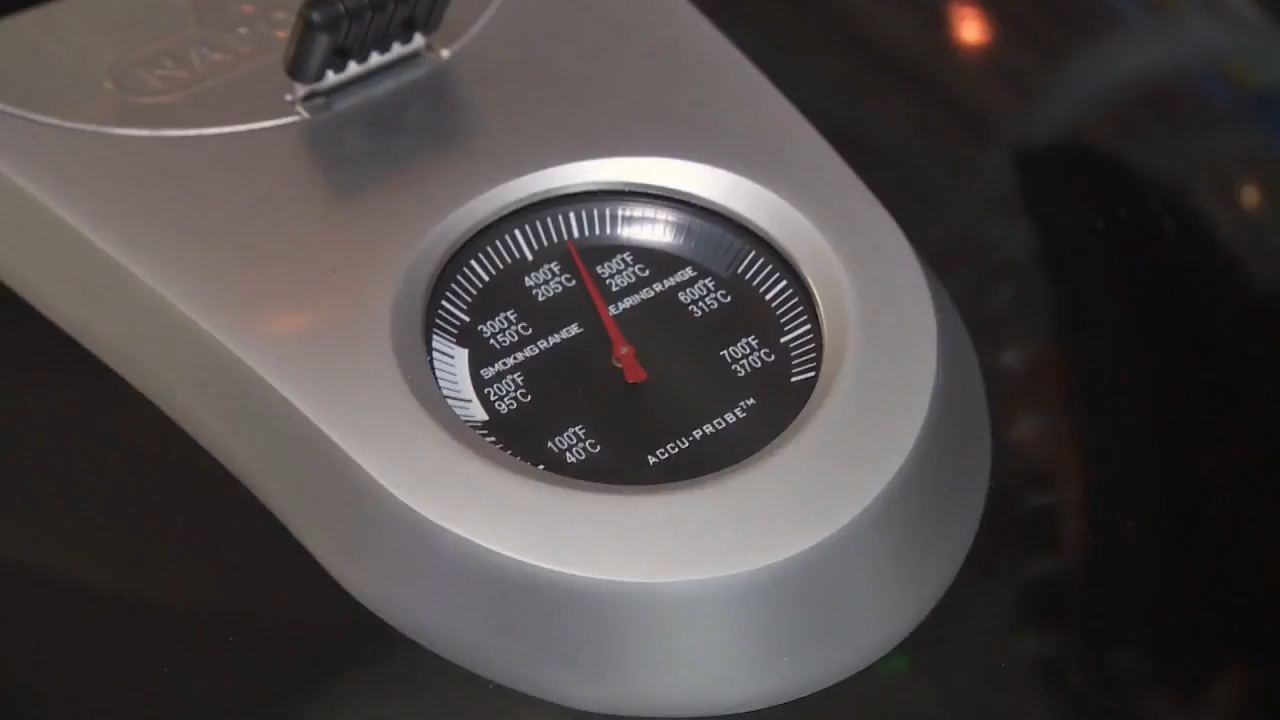 400°F
205°C
500°F
260°C
300°F
150°C
600°F
315°C
SMOKING RANGE
SEARING RANGE
200°F
95°C
700°F
370°C
100°F
40°C
ACCU-PROBE™